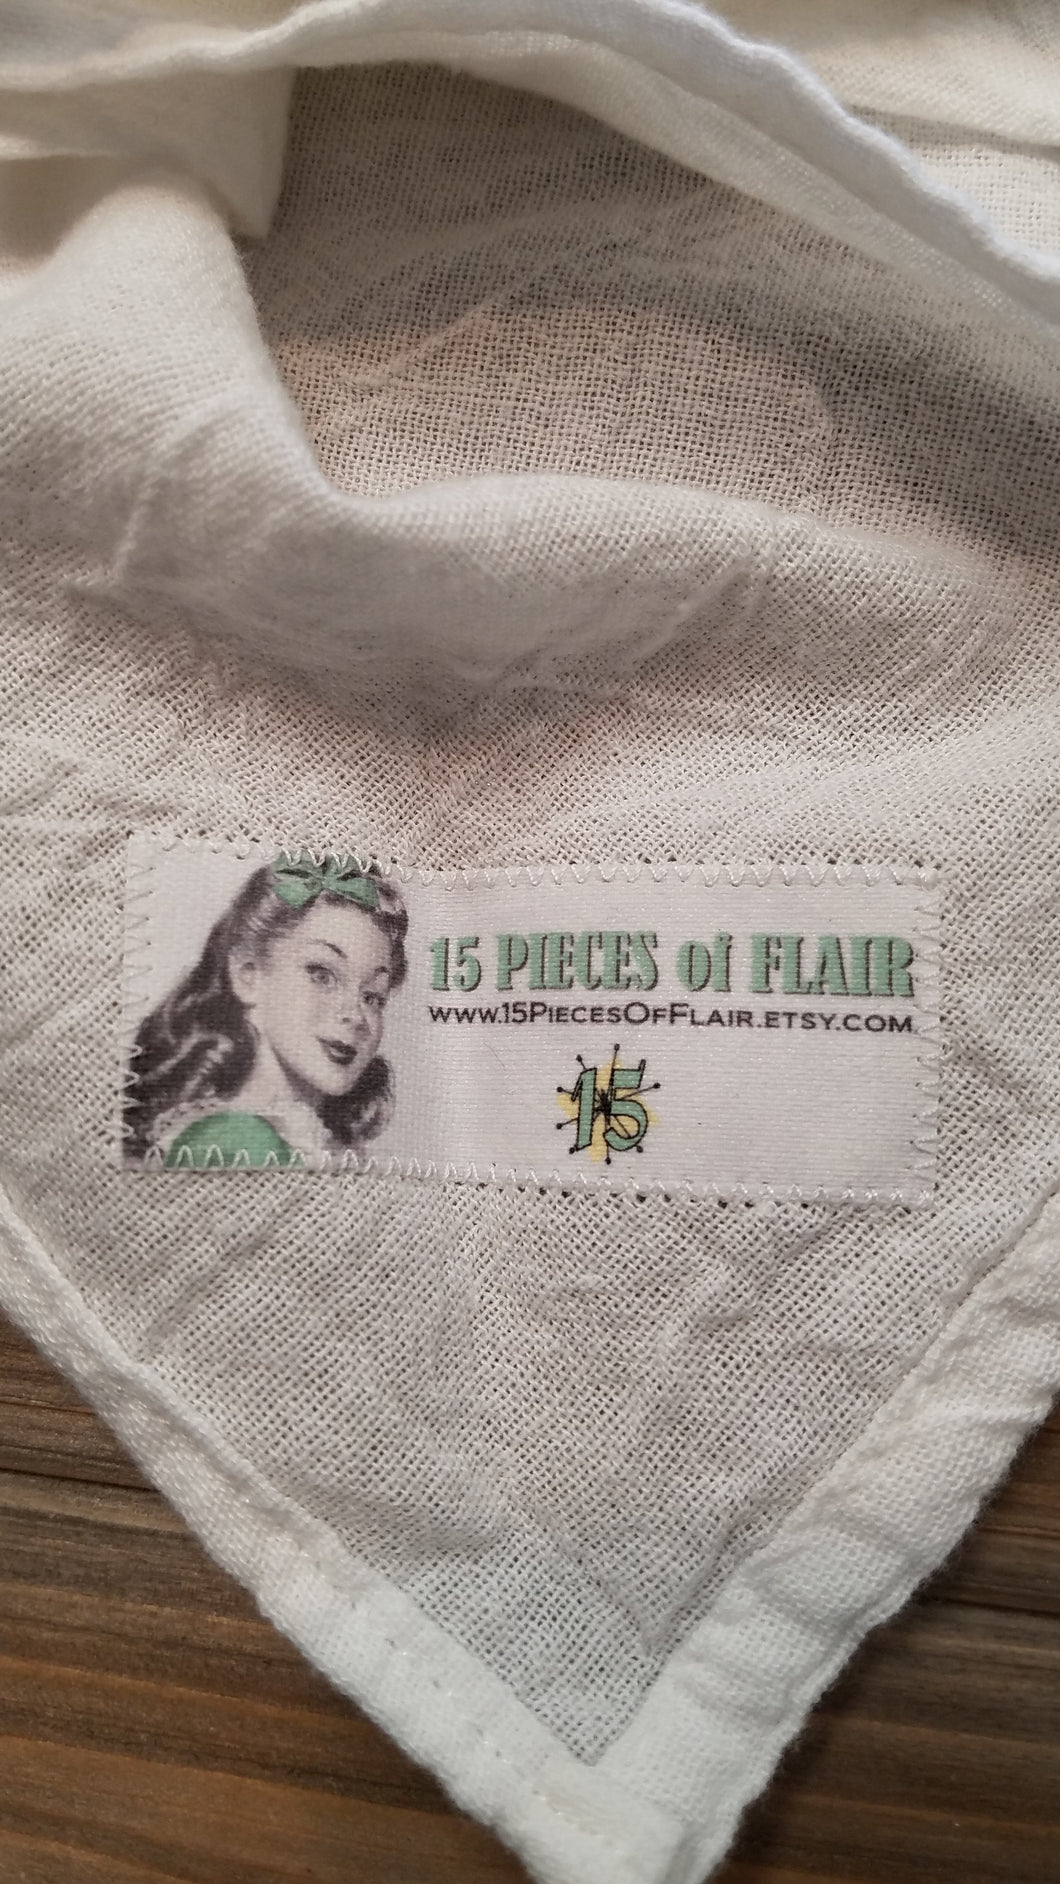 15 PIECES of FLAIR
www.15PiecesOfFlair.etsy.com
15